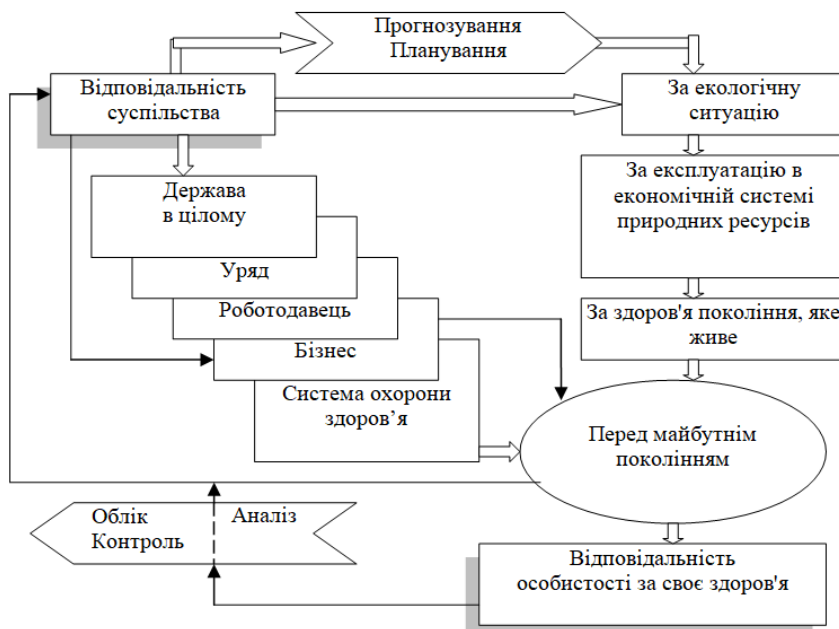 Прогнозування
Планування
Відповідальність
суспільства
За екологічну
ситуацію
Держава
в цілому
За експлуатацію в
економічній системі
природних ресурсів
Уряд
Роботодавець
За здоров'я покоління, яке
живе
Бізнес
Система охорони
здоров’я
Перед майбутнім
поколінням
Облік
Контроль
Аналіз
Відповідальність
особистості за своє здоров'я